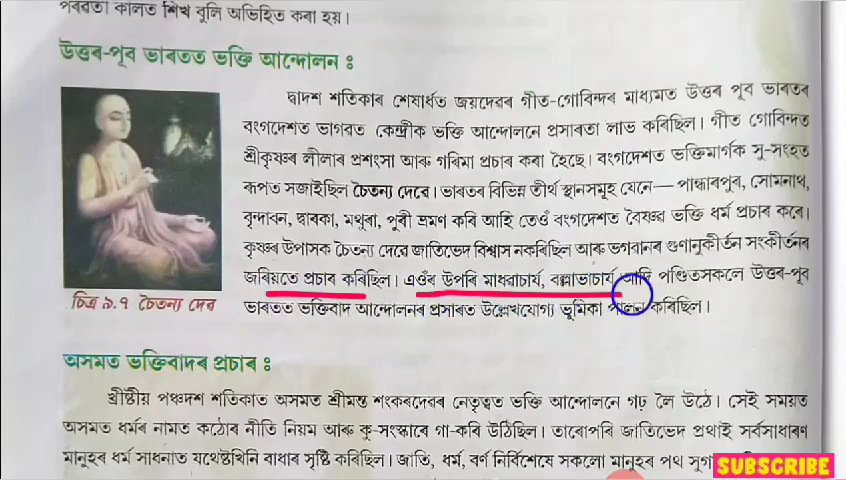 পৰৱৰ্তী কালত শিখ বুলি অভিহিত কৰা হয়।
উত্তৰ-পূব ভাৰতত ভক্তি আন্দোলন ঃ
দ্বাদশ শতিকাৰ শেষাৰ্ধত জয়দেৱৰ গীত-গোবিন্দৰ মাধ্যমত উত্তৰ পূব ভাৰতৰ
বংগদেশত ভাগৱত কেন্দ্ৰীক ভক্তি আন্দোলনে প্ৰসাৰতা লাভ কৰিছিল। গীত গোবিন্দত
শ্ৰীকৃষ্ণৰ লীলাৰ প্ৰশংসা আৰু গৰিমা প্ৰচাৰ কৰা হৈছে। বংগদেশত ভক্তিমাৰ্গক সু-সংহত
ৰূপত সজাইছিল চৈতন্য দেৱে। ভাৰতৰ বিভিন্ন তীৰ্থ স্থানসমূহ যেনে— পান্ধাৰপুৰ, সোমনাথ,
বৃন্দাবন, দ্বাৰকা, মথুৰা, পুৰী ভ্ৰমণ কৰি আহি তেওঁ বংগদেশত বৈষ্ণৱ ভক্তি ধৰ্ম প্ৰচাৰ কৰে।
কৃষ্ণৰ উপাসক চৈতন্য দেৱে জাতিভেদ বিশ্বাস নকৰিছিল আৰু ভগবানৰ গুণানুকীৰ্তন সংকীৰ্তনৰ
জৰিয়তে প্ৰচাৰ কৰিছিল। এওঁৰ উপৰি মাধৱাচাৰ্য, বল্লাভাচাৰ্য আদি পণ্ডিতসকলে উত্তৰ-পূব
ভাৰতত ভক্তিবাদ আন্দোলনৰ প্ৰসাৰত উল্লেখযোগ্য ভূমিকা পালন কৰিছিল।
চিত্ৰ ৯.৭ চৈতন্য দেৱ
অসমত ভক্তিবাদৰ প্ৰচাৰ ঃ
খ্ৰীষ্টীয় পঞ্চদশ শতিকাত অসমত শ্ৰীমন্ত শংকৰদেৱৰ নেতৃত্বত ভক্তি আন্দোলনে গঢ় লৈ উঠে। সেই সময়ত
অসমত ধৰ্মৰ নামত কঠোৰ নীতি নিয়ম আৰু কু-সংস্কাৰে গা-কৰি উঠিছিল। তাৰোপৰি জাতিভেদ প্ৰথাই সৰ্বসাধাৰণ
মানুহৰ ধৰ্ম সাধনাত যথেষ্টখিনি বাধাৰ সৃষ্টি কৰিছিল। জাতি, ধৰ্ম, বৰ্ণ নিৰ্বিশেষে সকলো মানুহৰ পথ
SUBSCRIBE